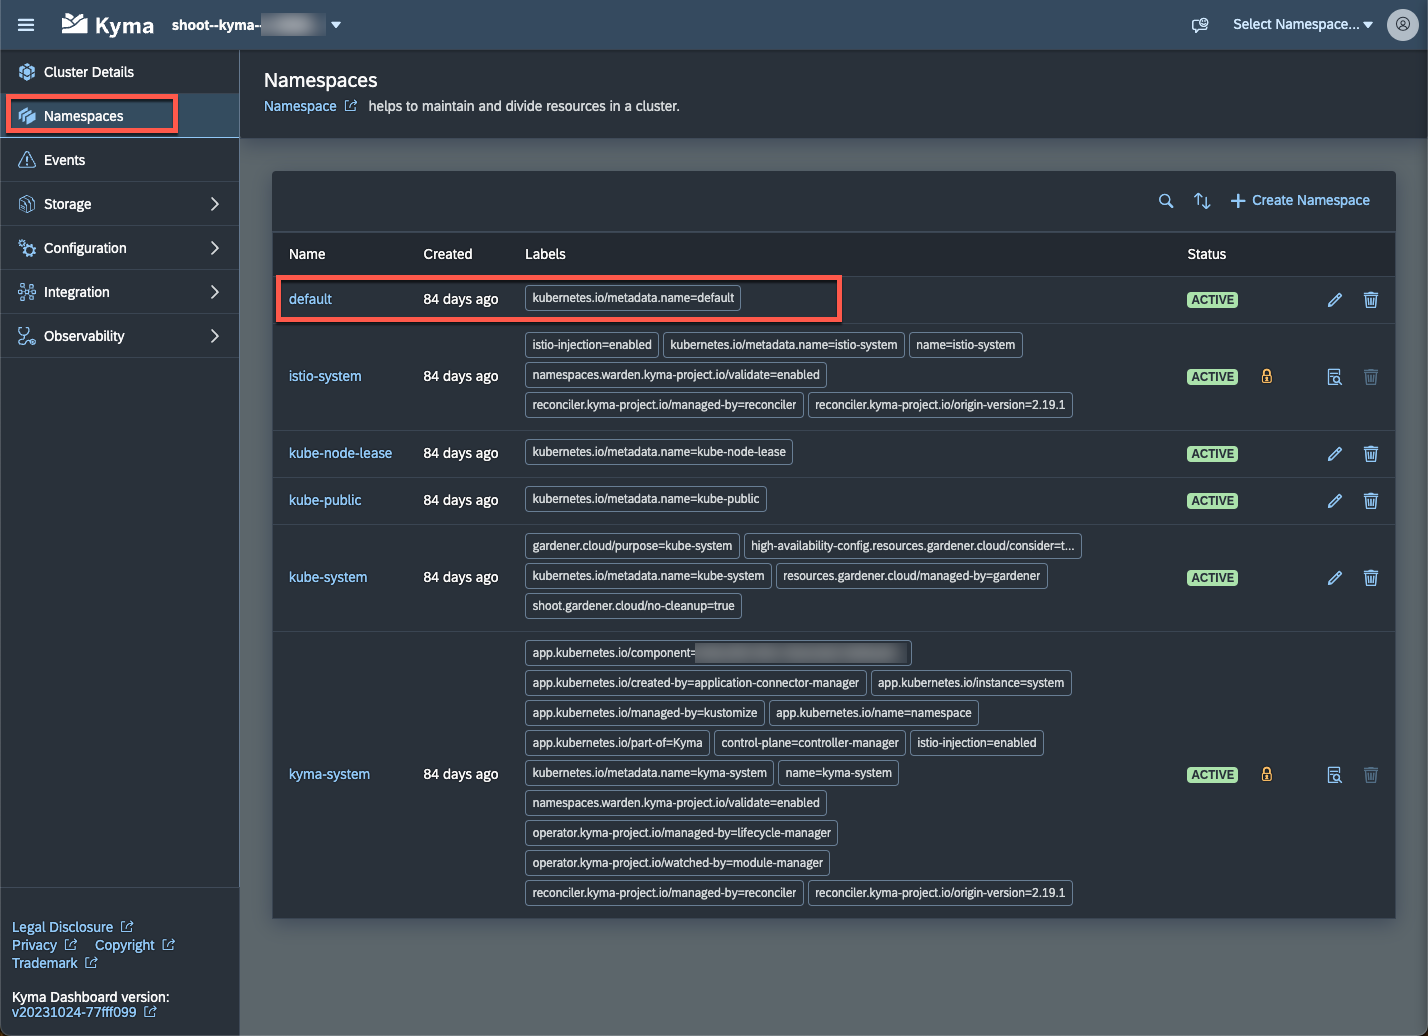 Kyma shoot--kyma- Select Namespace...
Cluster Details
Namespaces
Events
Storage
Configuration
Integration
Observability
Legal Disclosure
Privacy Copyright
Trademark
Kyma Dashboard version:
v20231024-77fff099
Namespaces
Namespace helps to maintain and divide resources in a cluster.
Create Namespace
Name Created Labels Status
default 84 days ago kubernetes.io/metadata.name=default ACTIVE
istio-injection=enabled kubernetes.io/metadata.name=istio-system name=istio-system
istio-system 84 days ago namespaces.warden.kyma-project.io/validate=enabled ACTIVE
reconciler.kyma-project.io/managed-by=reconciler reconciler.kyma-project.io/origin-version=2.19.1
kube-node-lease 84 days ago kubernetes.io/metadata.name=kube-node-lease ACTIVE
kube-public 84 days ago kubernetes.io/metadata.name=kube-public ACTIVE
gardener.cloud/purpose=kube-system high-availability-config.resources.gardener.cloud/consider=t...
kube-system 84 days ago kubernetes.io/metadata.name=kube-system resources.gardener.cloud/managed-by=gardener ACTIVE
shoot.gardener.cloud/no-cleanup=true
app.kubernetes.io/component=
app.kubernetes.io/created-by=application-connector-manager app.kubernetes.io/instance=system
app.kubernetes.io/managed-by=kustomize app.kubernetes.io/name=namespace
app.kubernetes.io/part-of=Kyma control-plane=controller-manager istio-injection=enabled
kyma-system 84 days ago kubernetes.io/metadata.name=kyma-system name=kyma-system ACTIVE
namespaces.warden.kyma-project.io/validate=enabled
operator.kyma-project.io/managed-by=lifecycle-manager
operator.kyma-project.io/watched-by=module-manager
reconciler.kyma-project.io/managed-by=reconciler reconciler.kyma-project.io/origin-version=2.19.1